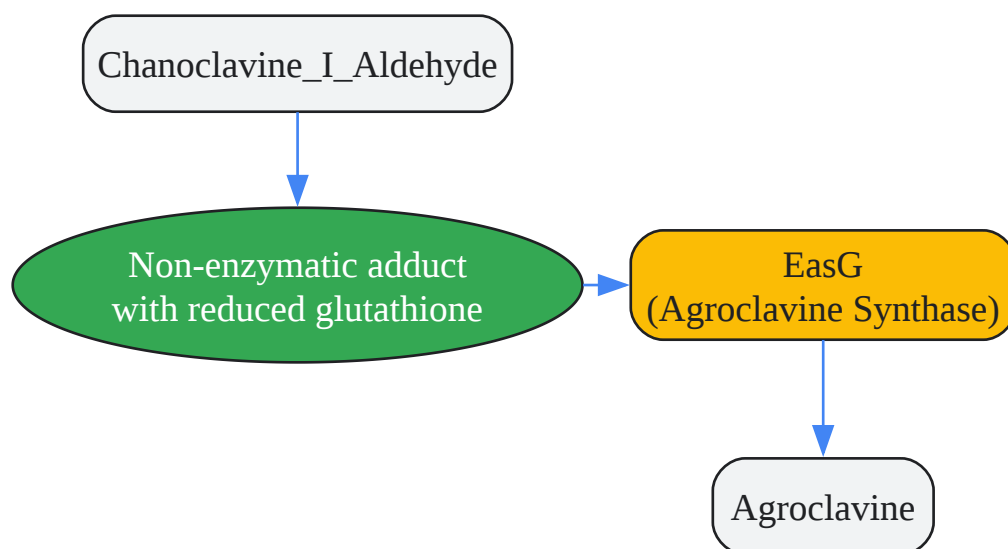 Chanoclavine_I_Aldehyde
Non-enzymatic adduct
with reduced glutathione
EasG
(Agroclavine Synthase)
Agroclavine